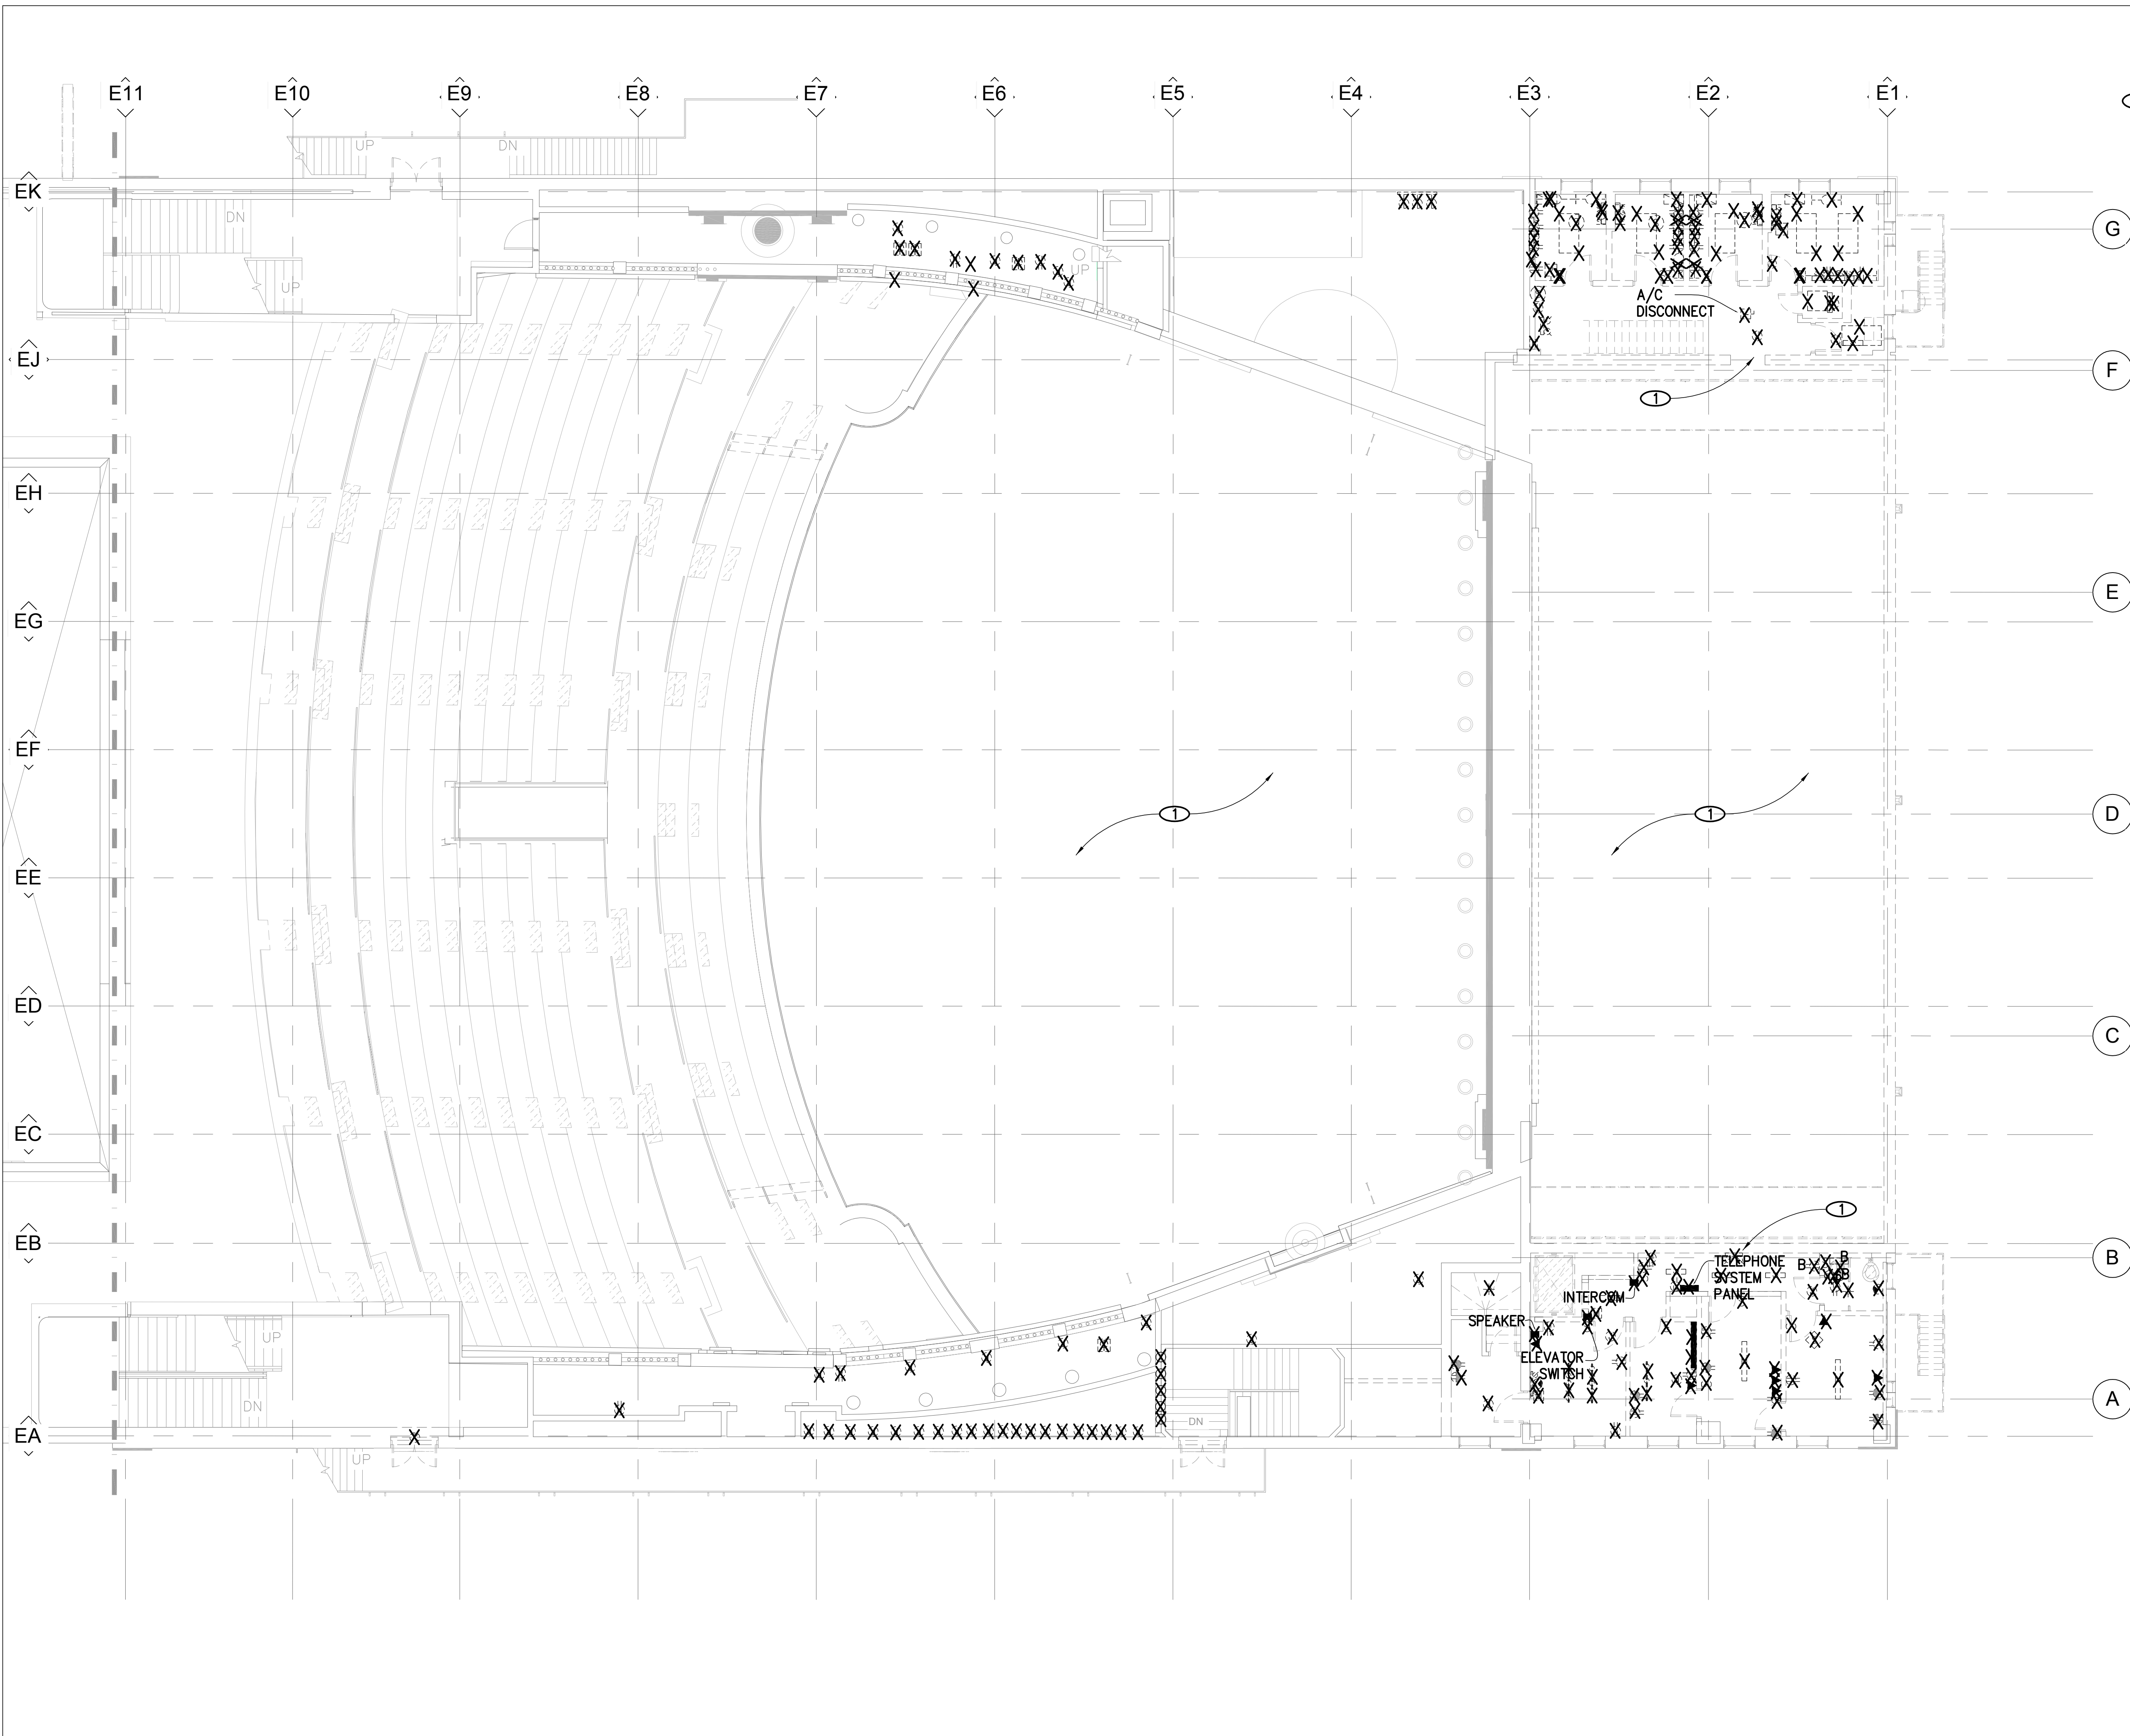 E11 E10 E9 E8 E7 E6 E5 E4 E3 E2 E1
UP DN
EK
DN
G
UP
UP
A/C
DISCONNECT
EJ
F
1
EH
E
EG
EF
1 1
D
EE
ED
C
EC
1
EB
B
B
TELEPHONE
B
SYSTEM
B
PANEL
INTERCOM
SPEAKER
UP
ELEVATOR
SWITCH
DN
A
DN
EA
UP